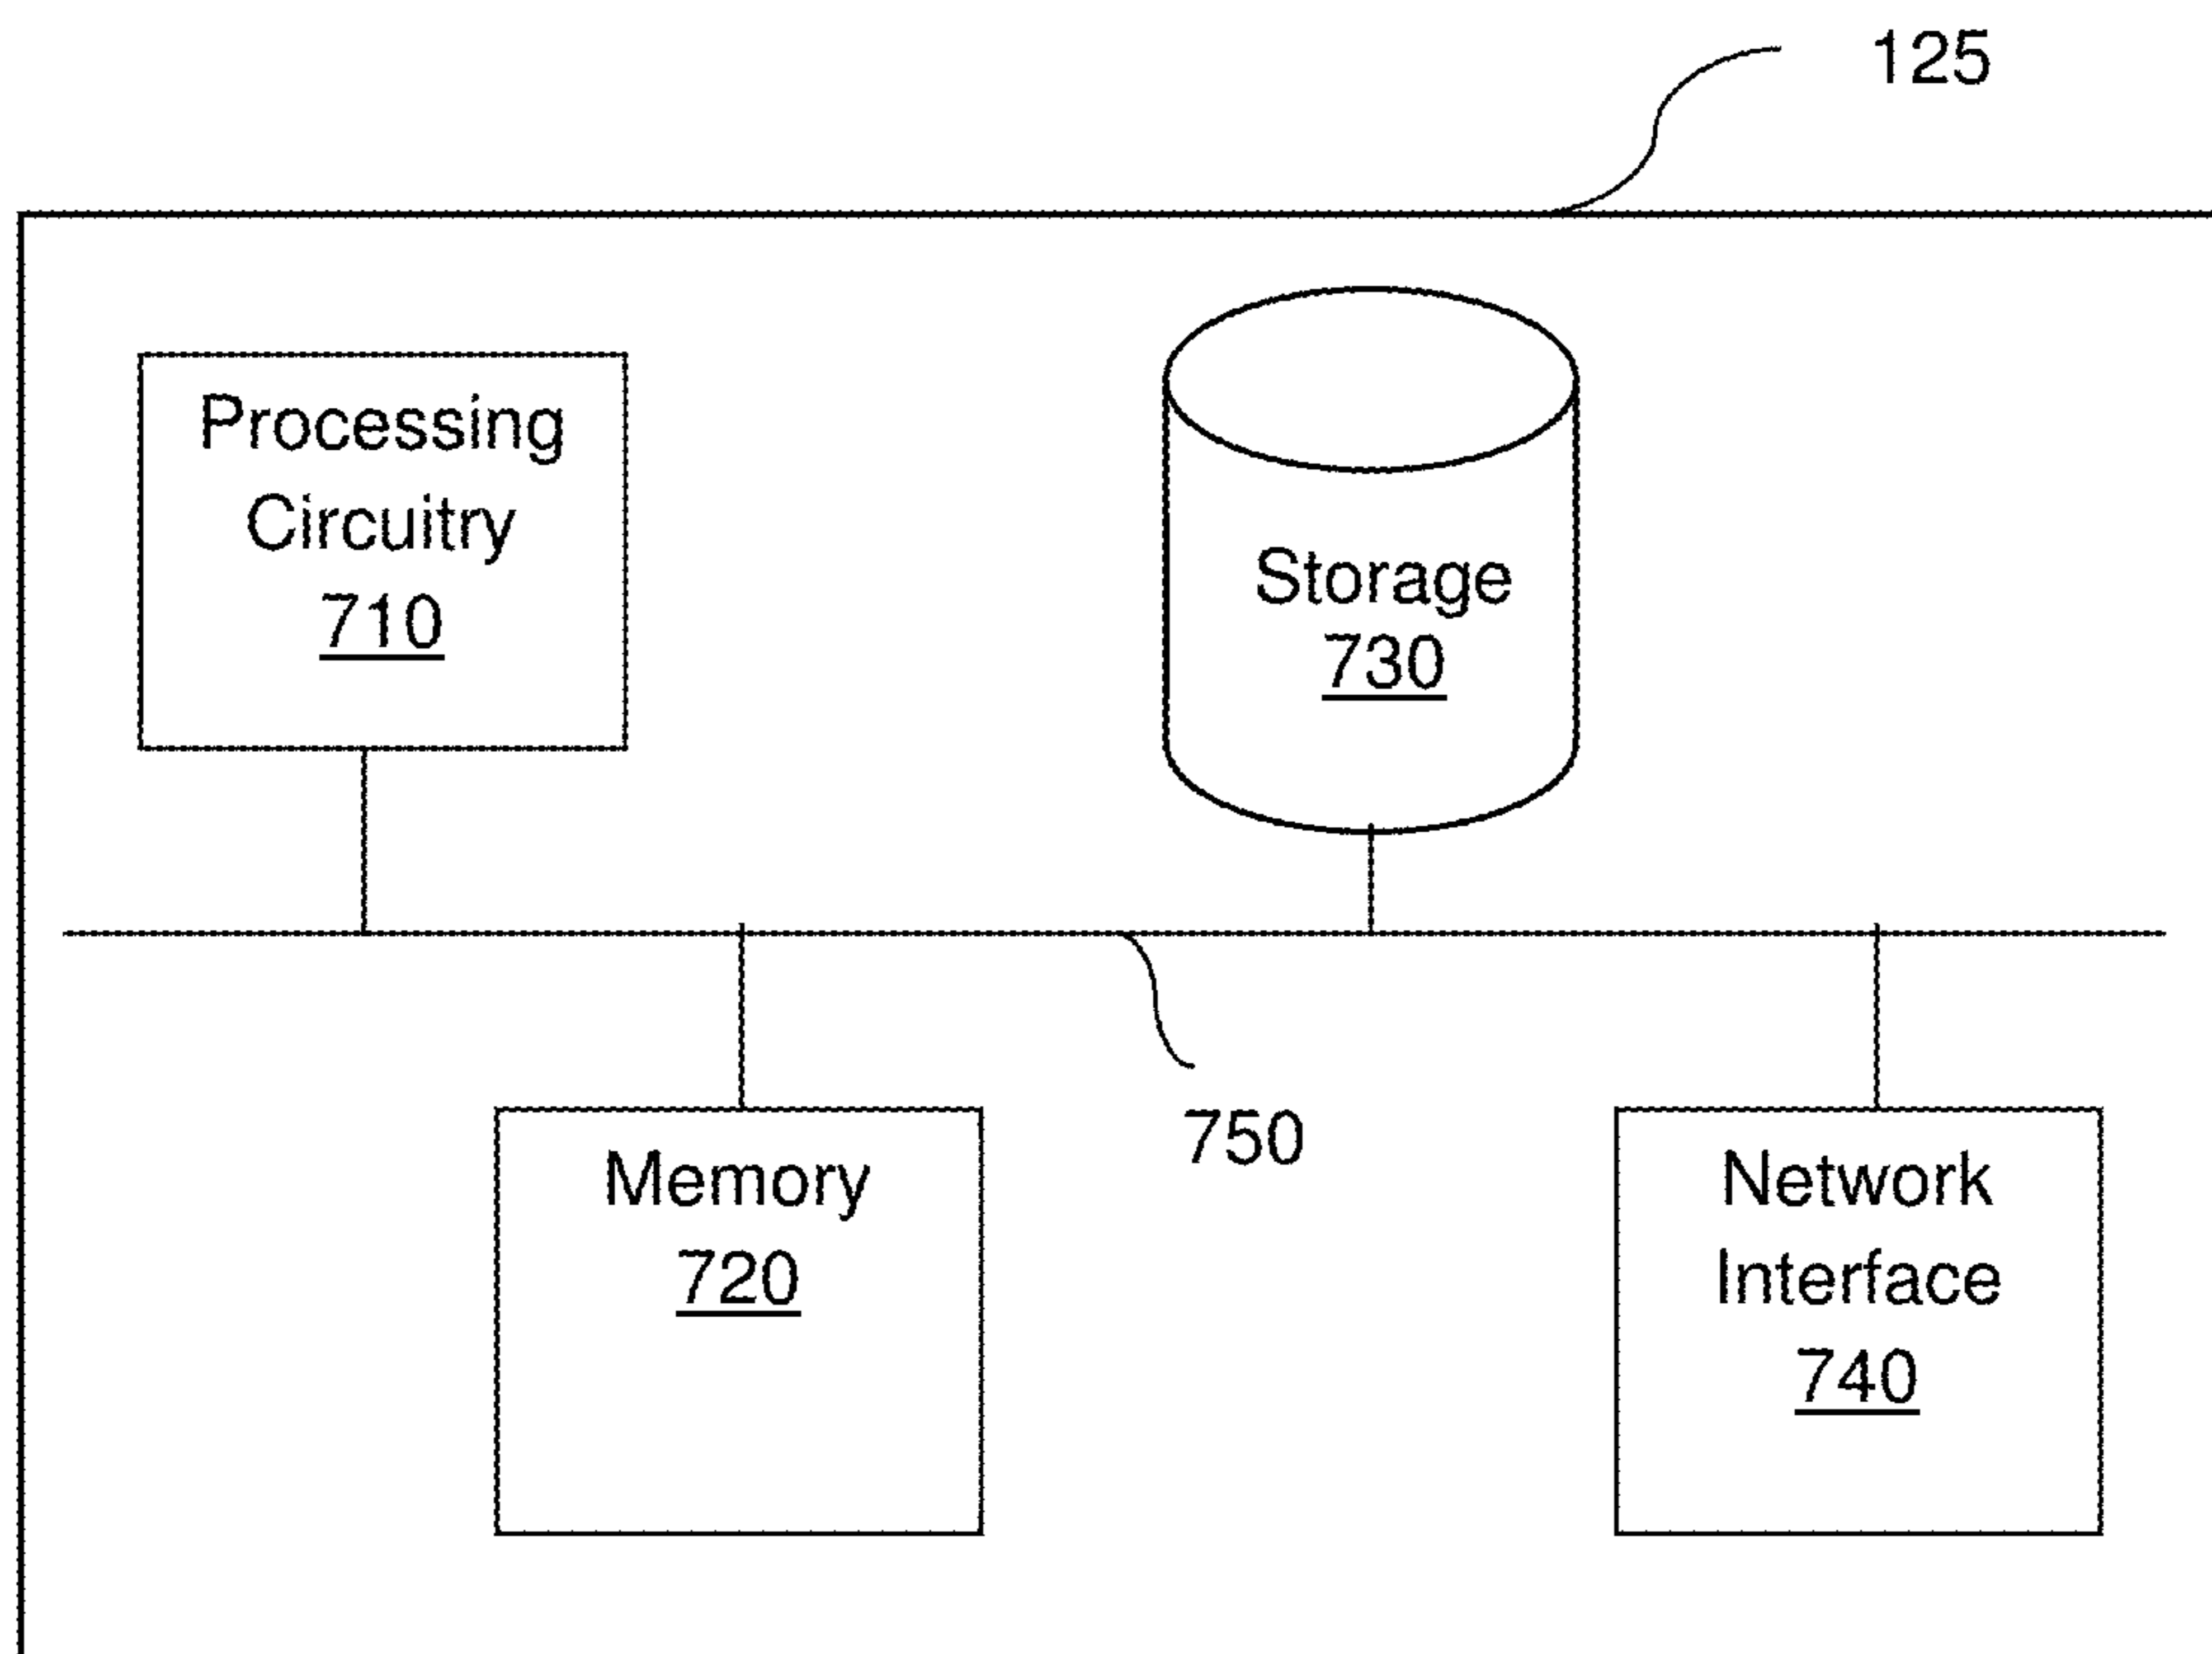 125
Processing
Circuitry
710
Storage
730
750
Memory
720
Network
Interface
740